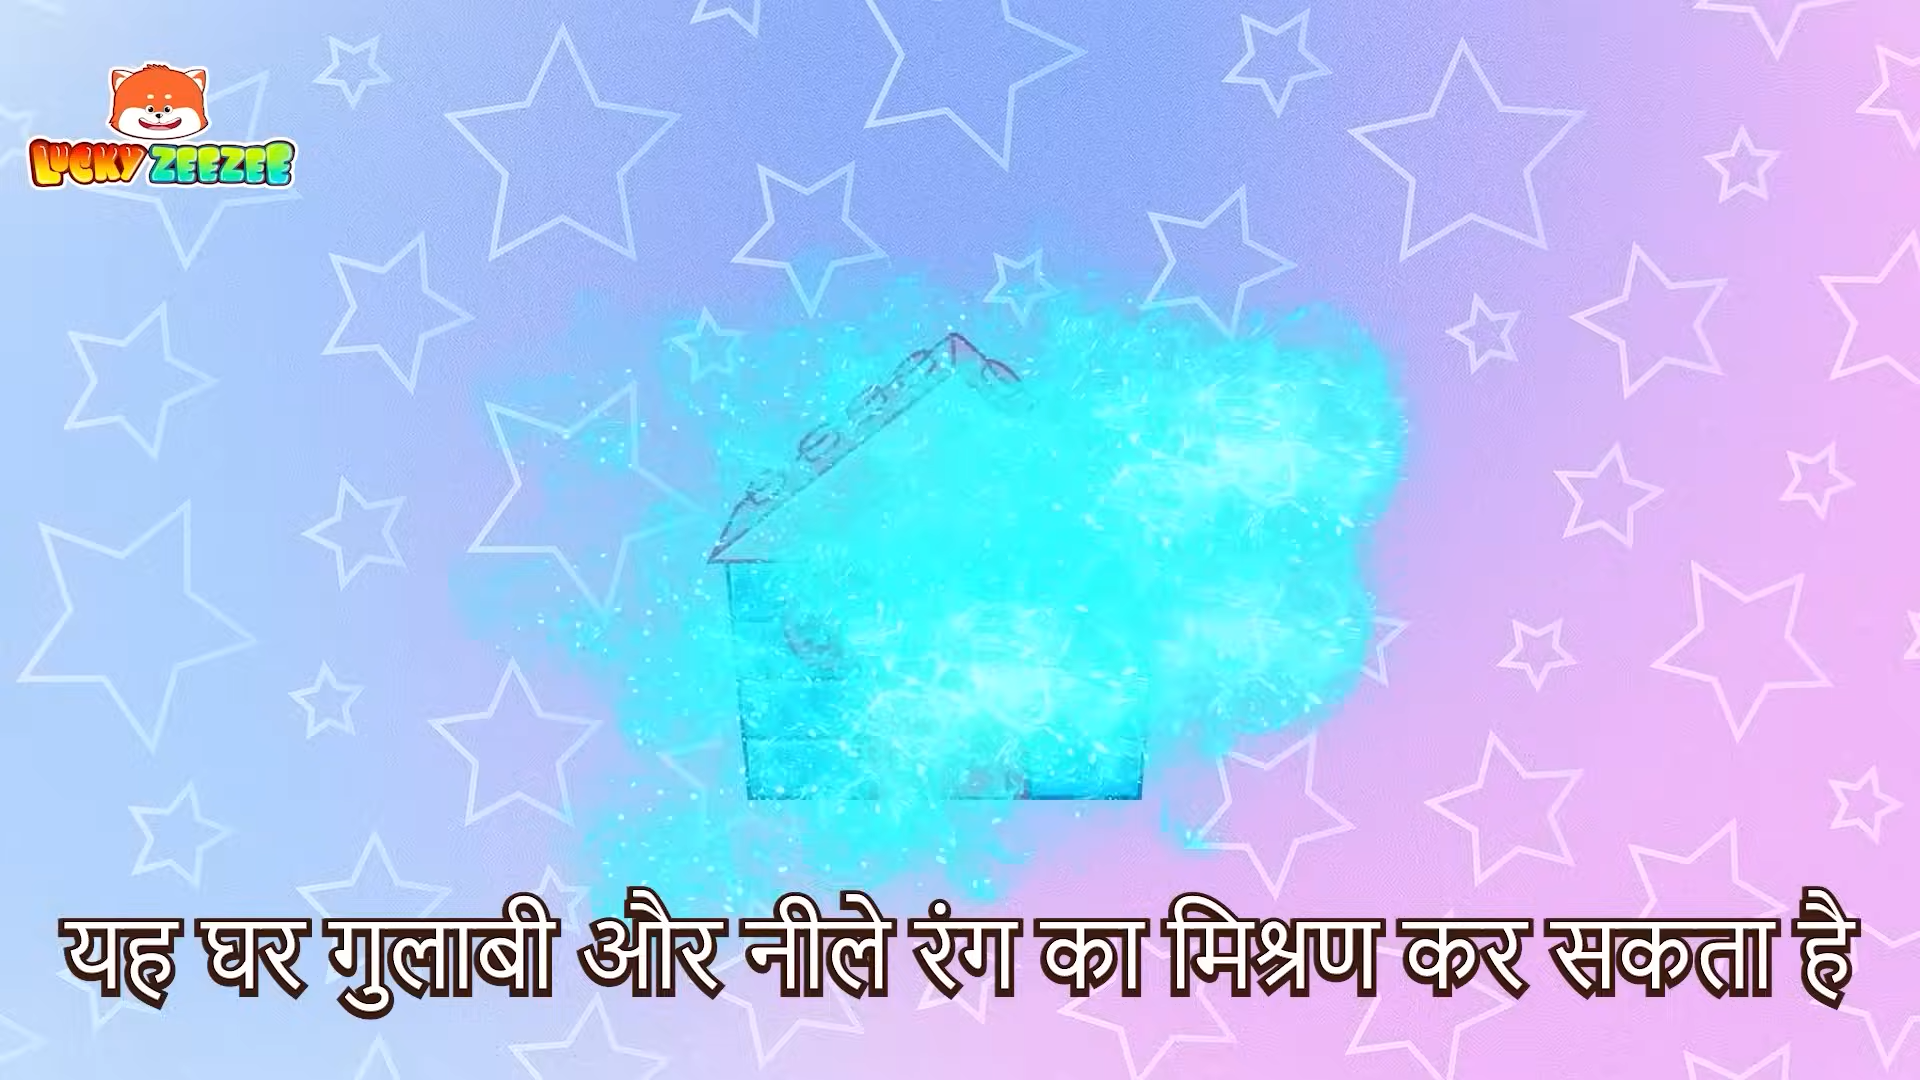 LUCKY ZEEZEE
यह घर गुलाबी और नीले रंग का मिश्रण कर सकता है